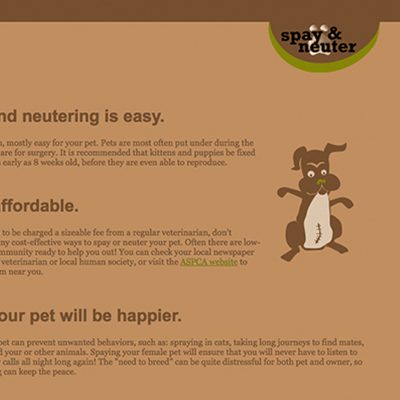 spay &
neuter
nd neutering is easy.
, mostly easy for your pet. Pets are most often put under during the
are for surgery. It is recommended that kittens and puppies be fixed
early as 8 weeks old, before they are even able to reproduce.
ffordable.
to be charged a sizeable fee from a regular veterinarian, don't
ny cost-effective ways to spay or neuter your pet. Often there are low-
mmunity ready to help you out! You can check your local newspaper
veterinarian or local human society, or visit the ASPCA website to
m near you.
our pet will be happier.
pet can prevent unwanted behaviors, such as: spraying in cats, taking long journeys to find mates,
d your or other animals. Spaying your female pet will ensure that you will never have to listen to
calls all night long again! The "need to breed" can be quite distressful for both pet and owner, so
g can keep the peace.